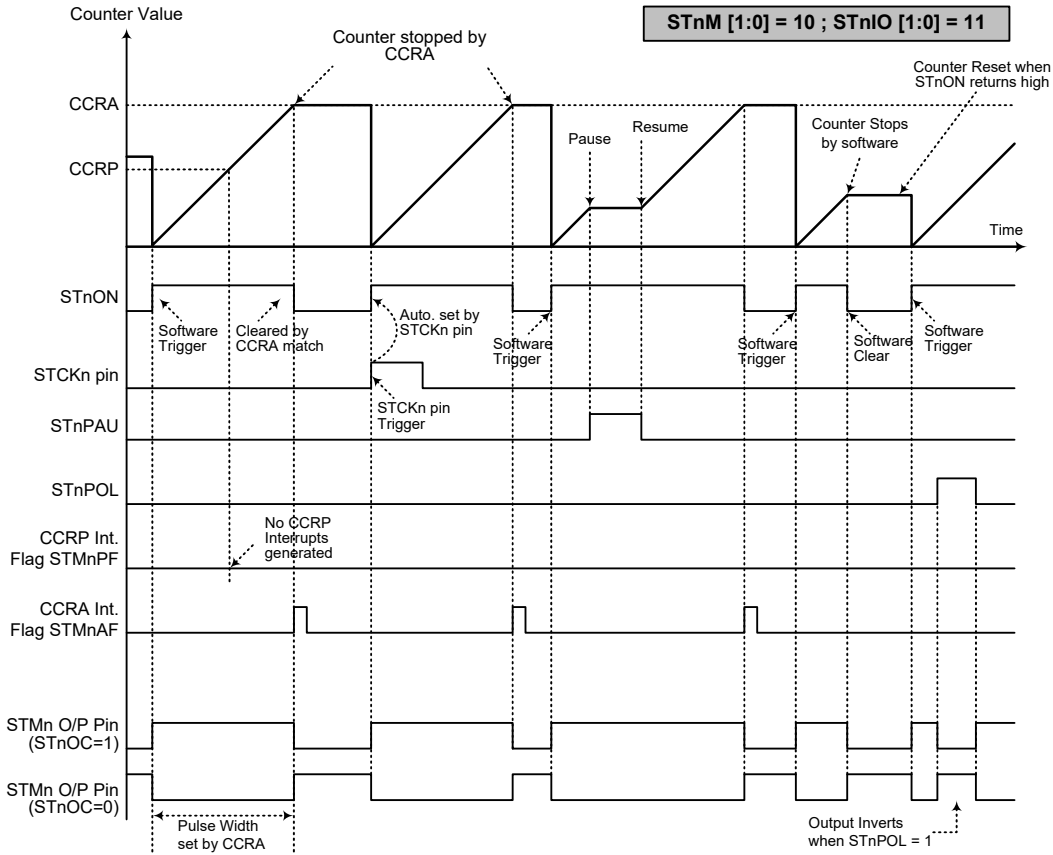 Counter Value
STnM [1:0] = 10 ; STnIO [1:0] = 11
Counter stopped by
CCRA
Counter Reset when
STnON returns high
CCRA
Pause
Resume
Counter Stops
by software
CCRP
Time
STnON
Software
Trigger
Cleared by
CCRA match
Auto. set by
STCKn pin
Software
Trigger
Software
Trigger
Software
Clear
Software
Trigger
STCKn pin
STCKn pin
Trigger
STnPAU
STnPOL
No CCRP
Interrupts
generated
CCRP Int.
Flag STMnPF
CCRA Int.
Flag STMnAF
STMn O/P Pin
(STnOC=1)
STMn O/P Pin
(STnOC=0)
Pulse Width
set by CCRA
Output Inverts
when STnPOL = 1